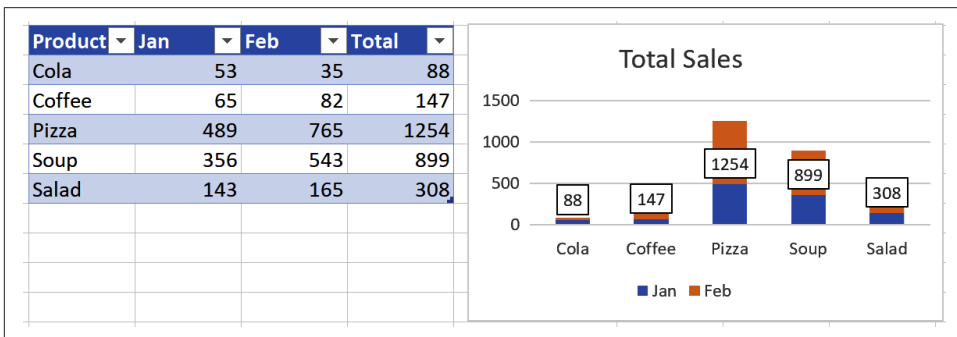 Product Jan Feb Total
Cola 53 35 88
Coffee 65 82 147
Pizza 489 765 1254
Soup 356 543 899
Salad 143 165 308
Total Sales
1500
1000
500
0
1254
899
88
147
308
Cola Coffee Pizza Soup Salad
Jan Feb